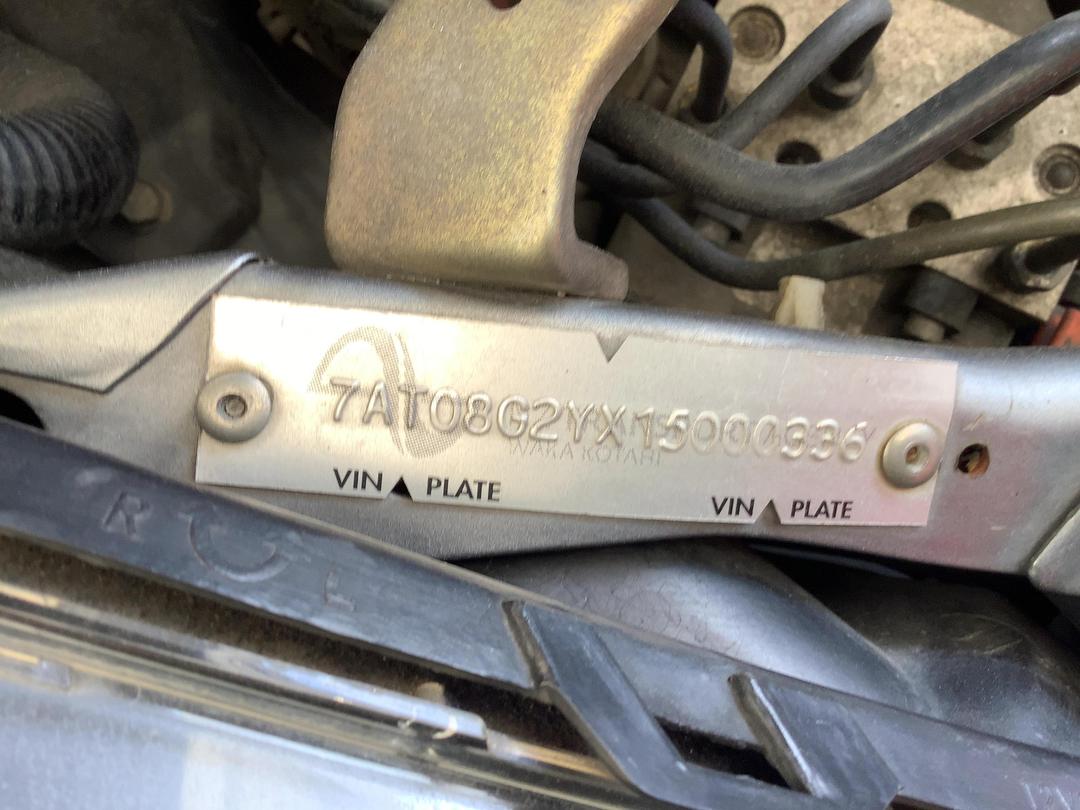 7AT08G2YX15000336
WAKA KOTAHI
VIN PLATE VIN PLATE
R L